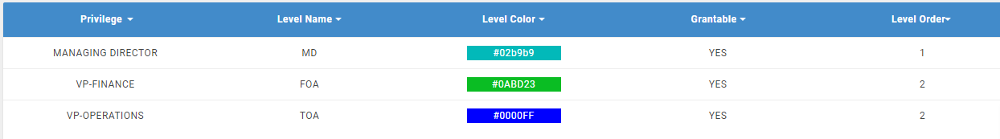 Privilege Level Name Level Color Grantable Level Order
MANAGING DIRECTOR MD #02b9b9 YES 1
VP-FINANCE FOA #0ABD23 YES 2
VP-OPERATIONS TOA #0000FF YES 2